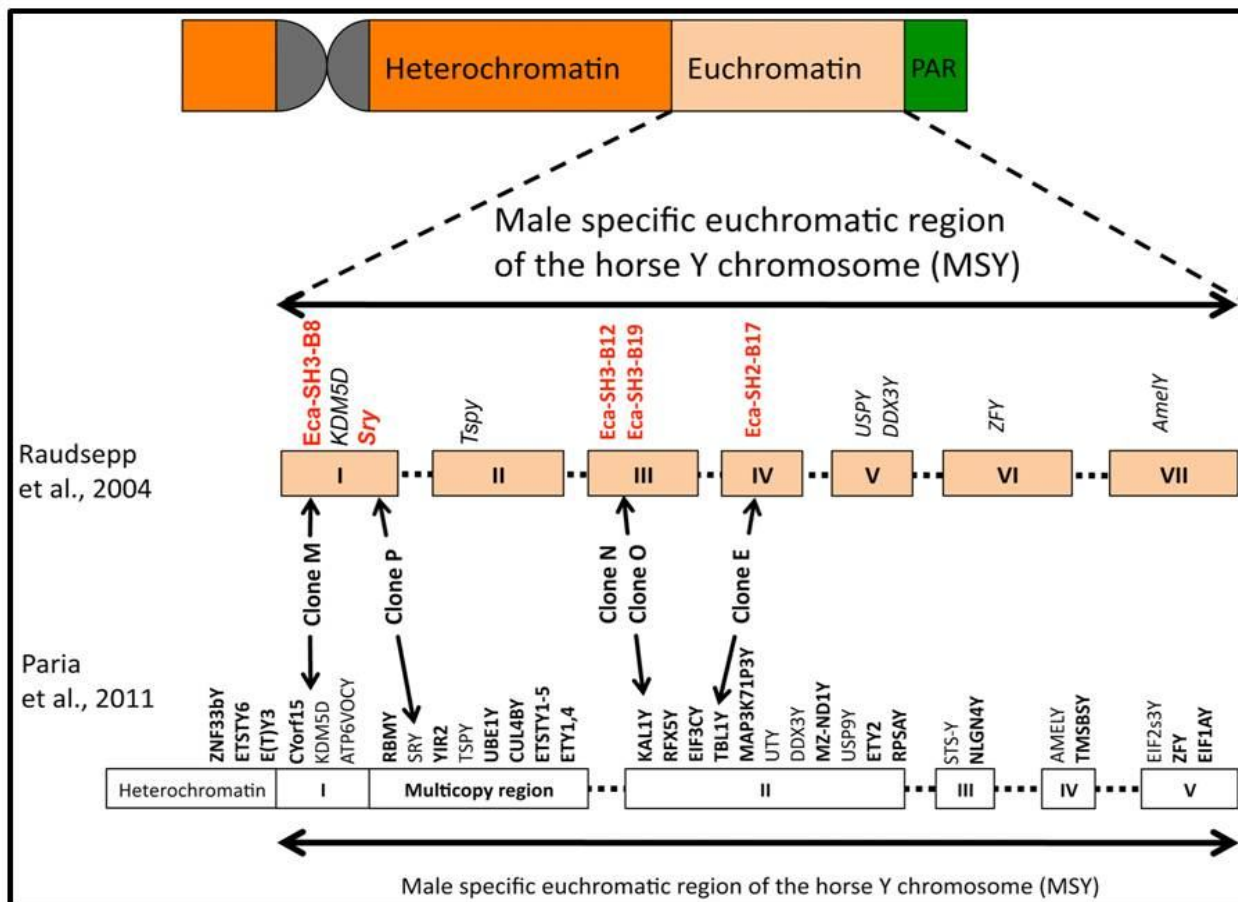 Heterochromatin
Euchromatin
PAR
Male specific euchromatic region
of the horse Y chromosome (MSY)
Eca-SH3-B8
KDM5D
Sry
Tspy
Eca-SH3-B12
Eca-SH3-B19
Eca-SH2-B17
USPY
DDX3Y
ZFY
AmelY
Raudsepp
et al., 2004
I
II
III
IV
V
VI
VII
Clone M
Clone P
Clone N
Clone O
Clone E
Paria
et al., 2011
ZNF33bY
ETSTY6
E(T)Y3
CYorf15
KDM5D
ATP6VOCY
RBMY
SRY
YIR2
TSPY
UBE1Y
CUL4BY
ETSTY1-5
ETY1,4
KAL1Y
RFX5Y
EIF3CY
TBL1Y
MAP3K71P3Y
UTY
DDX3Y
MZ-ND1Y
USP9Y
ETY2
RPSAY
STS-Y
NLGN4Y
AMELY
TMSBSY
EIF2s3Y
ZFY
EIF1AY
Heterochromatin
I
Multicopy region
II
III
IV
V
Male specific euchromatic region of the horse Y chromosome (MSY)